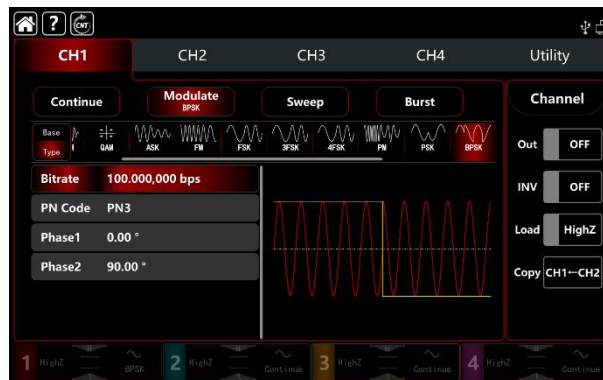 ? CNT
CH1 CH2 CH3 CH4 Utility
Continue Modulate Sweep Burst Channel
BPSK
Base
Type QAM ASK FM FSK 3FSK 4FSK PM PSK BPSK
Out OFF
Bitrate 100.000,000 bps
INV OFF
PN Code PN3
Phase1 0.00 °
Load HighZ
Phase2 90.00 °
Copy CH1←CH2
1 HighZ BPSK 2 HighZ Continue 3 HighZ Continue 4 HighZ Continue